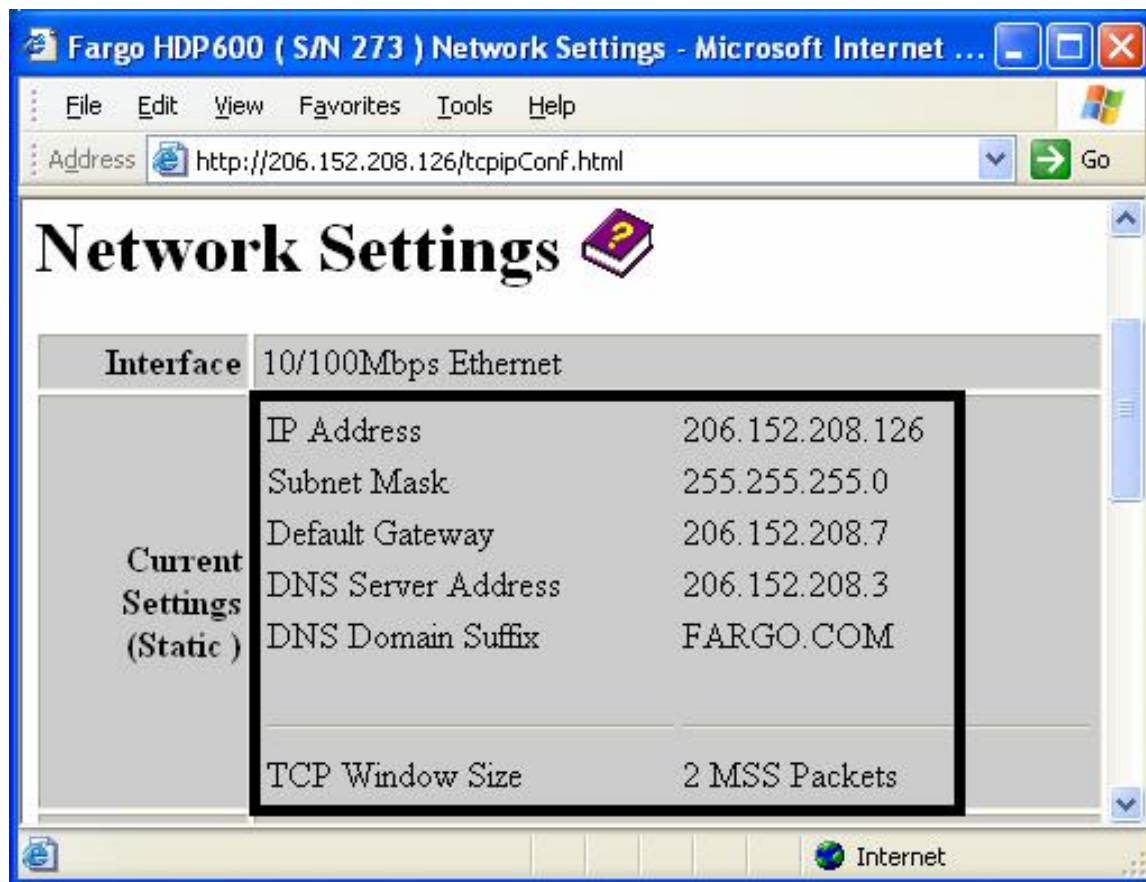 Fargo HDP600 ( S/N 273 ) Network Settings - Microsoft Internet ...
File Edit View Favorites Tools Help
Address http://206.152.208.126/tcpipConf.html Go
Network Settings ?
Interface 10/100Mbps Ethernet
Current Settings (Static )
IP Address 206.152.208.126
Subnet Mask 255.255.255.0
Default Gateway 206.152.208.7
DNS Server Address 206.152.208.3
DNS Domain Suffix FARGO.COM
TCP Window Size 2 MSS Packets
Internet